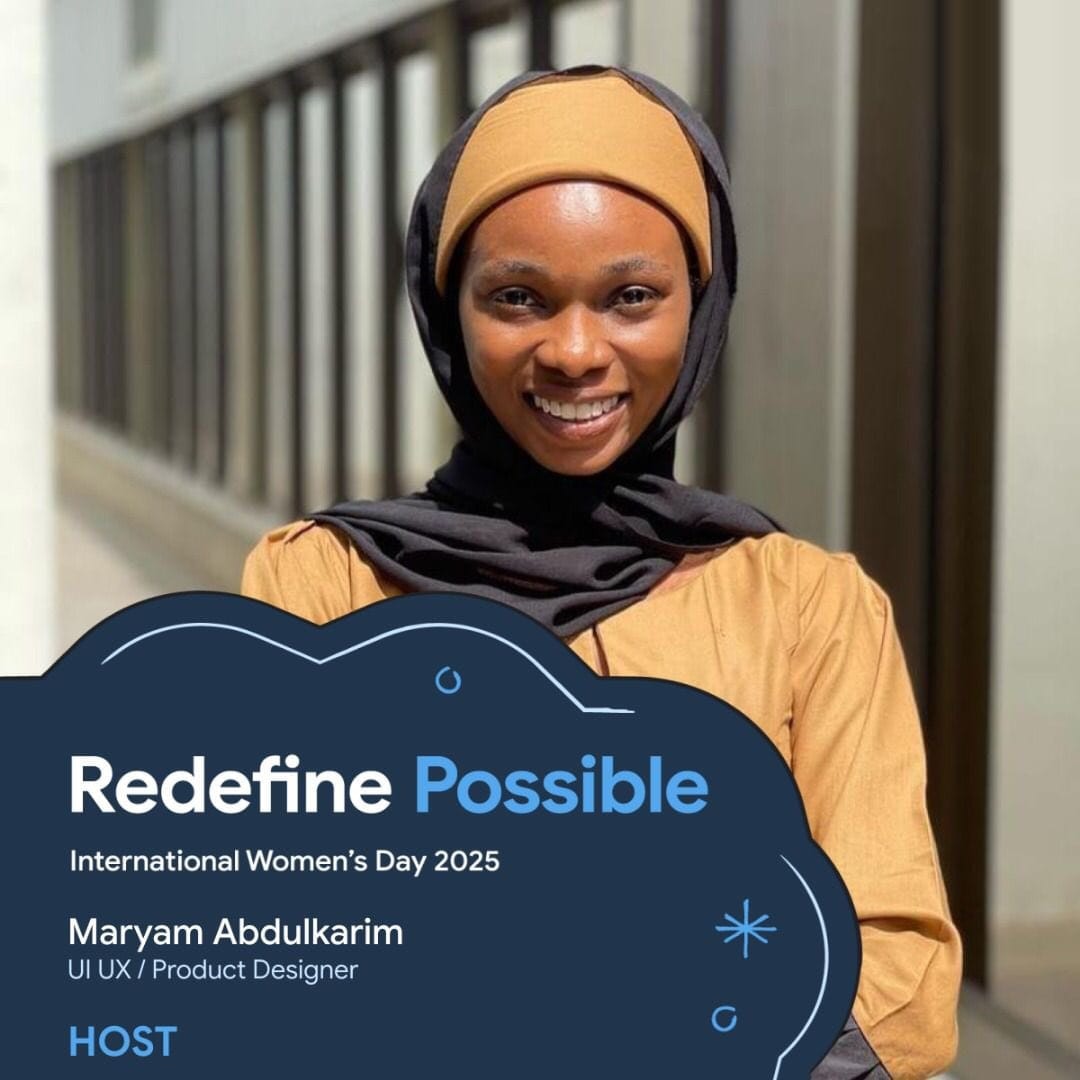 Redefine Possible
International Women’s Day 2025
Maryam Abdulkarim
UI UX / Product Designer
HOST